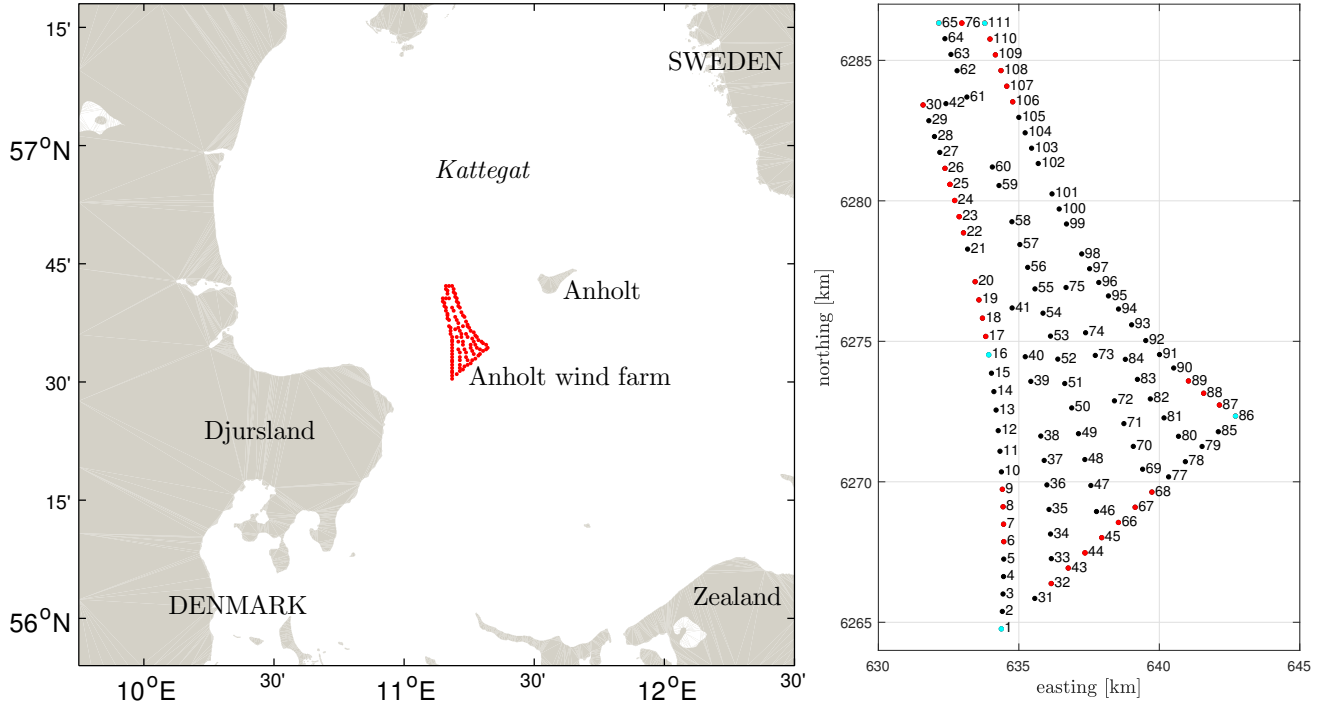 15'
57°N
45'
30'
15'
56°N
10°E
30'
11°E
30'
12°E
30'
SWEDEN
Kattegat
Anholt
Anholt wind farm
Djursland
DENMARK
Zealand
northing [km]
6285
6280
6275
6270
6265
630
635
640
645
easting [km]
65 76 111
64 110
63 109
62 108
107
61
30 42 106
29 105
28 104
27 103
26 60 102
25 59
24 101
23 58 100
22 99
21 57
98
56 97
20 55 75 96
19 95
41 54 94
18 93
17 53 74 92
16 40 52 73 84 91
15 90
39 51 83 89
14 88
72 82
13 50 87
86
71 81
12 49 85
38 80
11 70 79
37 48 78
10 69
77
9 36 47 68
8 35 46 67
7 66
6 34 45
5 33 44
4 43
3 32
31
2
1